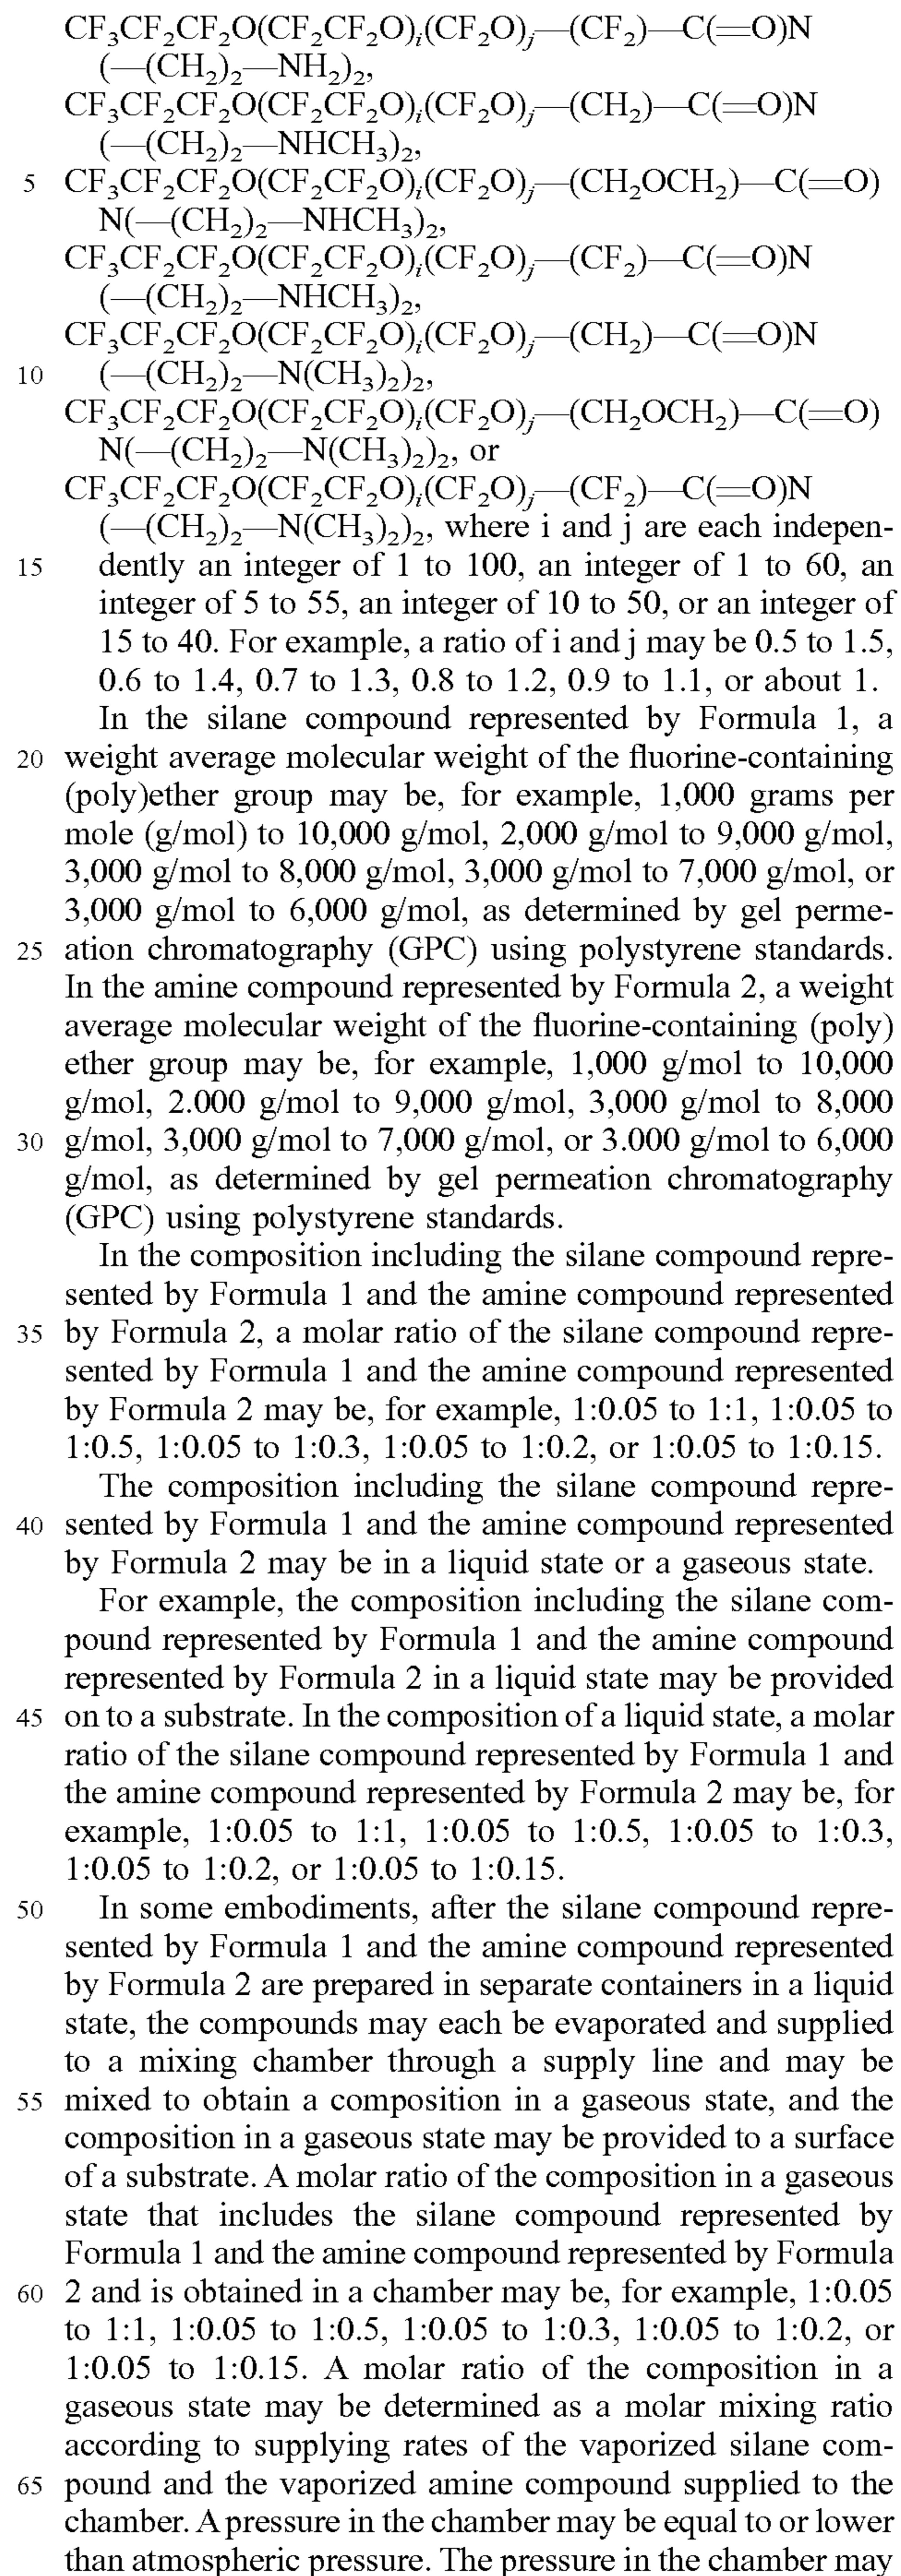 CF₃CF₂CF₂O(CF₂CF₂O)ᵢ(CF₂O)ⱼ—(CF₂)—C(=O)N
(—(CH₂)₂—NH₂)₂,
CF₃CF₂CF₂O(CF₂CF₂O)ᵢ(CF₂O)ⱼ—(CH₂)—C(=O)N
(—(CH₂)₂—NHCH₃)₂,
5 CF₃CF₂CF₂O(CF₂CF₂O)ᵢ(CF₂O)ⱼ—(CH₂OCH₂)—C(=O)
N(—(CH₂)₂—NHCH₃)₂,
CF₃CF₂CF₂O(CF₂CF₂O)ᵢ(CF₂O)ⱼ—(CF₂)—C(=O)N
(—(CH₂)₂—NHCH₃)₂,
CF₃CF₂CF₂O(CF₂CF₂O)ᵢ(CF₂O)ⱼ—(CH₂)—C(=O)N
10 (—(CH₂)₂—N(CH₃)₂)₂,
CF₃CF₂CF₂O(CF₂CF₂O)ᵢ(CF₂O)ⱼ—(CH₂OCH₂)—C(=O)
N(—(CH₂)₂—N(CH₃)₂)₂, or
CF₃CF₂CF₂O(CF₂CF₂O)ᵢ(CF₂O)ⱼ—(CF₂)—C(=O)N
(—(CH₂)₂—N(CH₃)₂)₂, where i and j are each indepen-
15 dently an integer of 1 to 100, an integer of 1 to 60, an
integer of 5 to 55, an integer of 10 to 50, or an integer of
15 to 40. For example, a ratio of i and j may be 0.5 to 1.5,
0.6 to 1.4, 0.7 to 1.3, 0.8 to 1.2, 0.9 to 1.1, or about 1.
In the silane compound represented by Formula 1, a
20 weight average molecular weight of the fluorine-containing
(poly)ether group may be, for example, 1,000 grams per
mole (g/mol) to 10,000 g/mol, 2,000 g/mol to 9,000 g/mol,
3,000 g/mol to 8,000 g/mol, 3,000 g/mol to 7,000 g/mol, or
3,000 g/mol to 6,000 g/mol, as determined by gel perme-
25 ation chromatography (GPC) using polystyrene standards.
In the amine compound represented by Formula 2, a weight
average molecular weight of the fluorine-containing (poly)
ether group may be, for example, 1,000 g/mol to 10,000
g/mol, 2.000 g/mol to 9,000 g/mol, 3,000 g/mol to 8,000
30 g/mol, 3,000 g/mol to 7,000 g/mol, or 3.000 g/mol to 6,000
g/mol, as determined by gel permeation chromatography
(GPC) using polystyrene standards.
In the composition including the silane compound repre-
sented by Formula 1 and the amine compound represented
35 by Formula 2, a molar ratio of the silane compound repre-
sented by Formula 1 and the amine compound represented
by Formula 2 may be, for example, 1:0.05 to 1:1, 1:0.05 to
1:0.5, 1:0.05 to 1:0.3, 1:0.05 to 1:0.2, or 1:0.05 to 1:0.15.
The composition including the silane compound repre-
40 sented by Formula 1 and the amine compound represented
by Formula 2 may be in a liquid state or a gaseous state.
For example, the composition including the silane com-
pound represented by Formula 1 and the amine compound
represented by Formula 2 in a liquid state may be provided
45 on to a substrate. In the composition of a liquid state, a molar
ratio of the silane compound represented by Formula 1 and
the amine compound represented by Formula 2 may be, for
example, 1:0.05 to 1:1, 1:0.05 to 1:0.5, 1:0.05 to 1:0.3,
1:0.05 to 1:0.2, or 1:0.05 to 1:0.15.
50 In some embodiments, after the silane compound repre-
sented by Formula 1 and the amine compound represented
by Formula 2 are prepared in separate containers in a liquid
state, the compounds may each be evaporated and supplied
to a mixing chamber through a supply line and may be
55 mixed to obtain a composition in a gaseous state, and the
composition in a gaseous state may be provided to a surface
of a substrate. A molar ratio of the composition in a gaseous
state that includes the silane compound represented by
Formula 1 and the amine compound represented by Formula
60 2 and is obtained in a chamber may be, for example, 1:0.05
to 1:1, 1:0.05 to 1:0.5, 1:0.05 to 1:0.3, 1:0.05 to 1:0.2, or
1:0.05 to 1:0.15. A molar ratio of the composition in a
gaseous state may be determined as a molar mixing ratio
according to supplying rates of the vaporized silane com-
65 pound and the vaporized amine compound supplied to the
chamber. A pressure in the chamber may be equal to or lower
than atmospheric pressure. The pressure in the chamber may